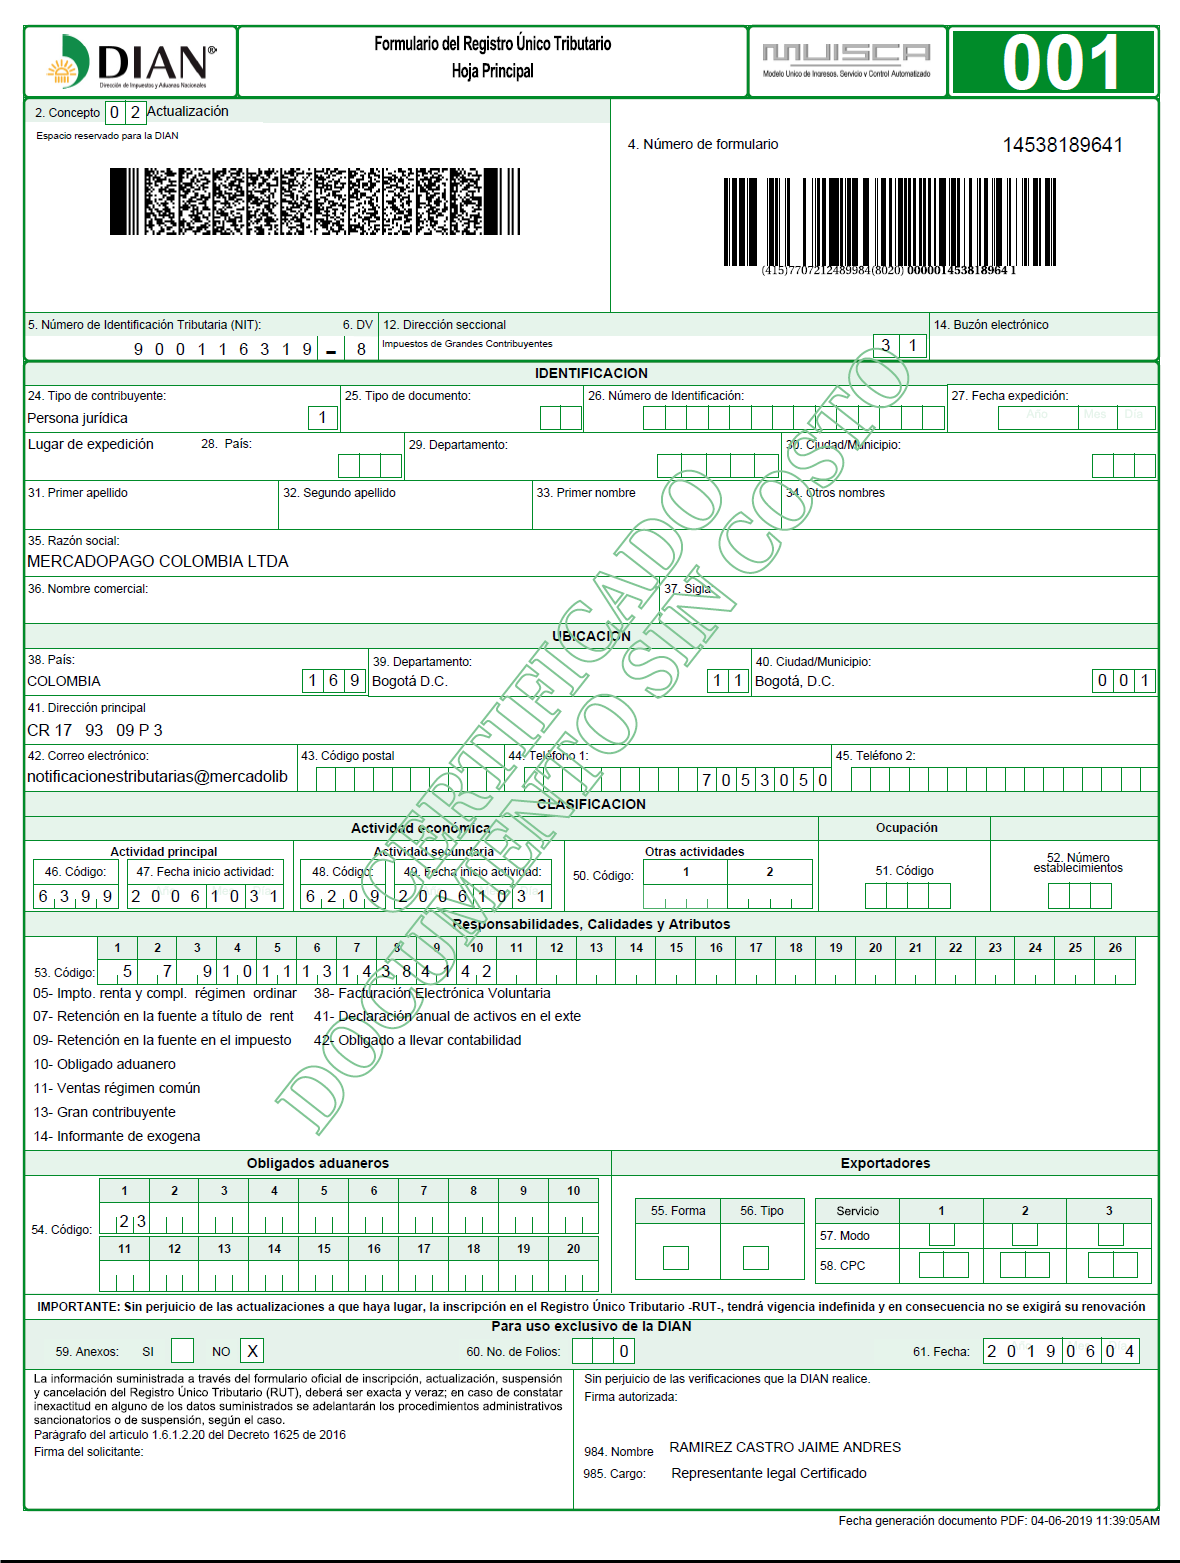 DIAN®
Dirección de Impuestos y Aduanas Nacionales
Formulario del Registro Único Tributario
Hoja Principal
MUISCA
Modelo Unico de Ingresos, Servicio y Control Automatizado
001
2. Concepto 0 2 Actualización
Espacio reservado para la DIAN
4. Número de formulario 14538189641
(415)7707212489984(8020) 000001453818964 1
5. Número de Identificación Tributaria (NIT): 6. DV 12. Dirección seccional 14. Buzón electrónico
9 0 0 1 1 6 3 1 9 - 8 Impuestos de Grandes Contribuyentes 3 1
IDENTIFICACION
24. Tipo de contribuyente: 25. Tipo de documento: 26. Número de Identificación: 27. Fecha expedición:
Persona jurídica 1 Año Mes Día
Lugar de expedición 28. País: 29. Departamento: 30. Ciudad/Municipio:
31. Primer apellido 32. Segundo apellido 33. Primer nombre 34. Otros nombres
35. Razón social:
MERCADOPAGO COLOMBIA LTDA
36. Nombre comercial: 37. Sigla
UBICACION
38. País: 39. Departamento: 40. Ciudad/Municipio:
COLOMBIA 1 6 9 Bogotá D.C. 1 1 Bogotá, D.C. 0 0 1
41. Dirección principal
CR 17 93 09 P 3
42. Correo electrónico: 43. Código postal 44. Teléfono 1: 45. Teléfono 2:
notificacionestributarias@mercadolib 7 0 5 3 0 5 0
CLASIFICACION
Actividad económica Ocupación
Actividad principal Actividad secundaria Otras actividades 52. Número establecimientos
46. Código: 47. Fecha inicio actividad: 48. Código: 49. Fecha inicio actividad: 50. Código: 1 2 51. Código
6 3 9 9 2 0 0 6 1 0 3 1 6 2 0 9 2 0 0 6 1 0 3 1
Responsabilidades, Calidades y Atributos
1 2 3 4 5 6 7 8 9 10 11 12 13 14 15 16 17 18 19 20 21 22 23 24 25 26
53. Código: 5 7 9 1 0 1 1 1 3 1 4 3 8 4 1 4 2
05- Impto. renta y compl. régimen ordinar 38- Facturación Electrónica Voluntaria
07- Retención en la fuente a título de rent 41- Declaración anual de activos en el exte
09- Retención en la fuente en el impuesto 42- Obligado a llevar contabilidad
10- Obligado aduanero
11- Ventas régimen común
13- Gran contribuyente
14- Informante de exogena
CERTIFICADO
DOCUMENTO SIN COSTO
Obligados aduaneros Exportadores
1 2 3 4 5 6 7 8 9 10
54. Código: 2 3
11 12 13 14 15 16 17 18 19 20
55. Forma 56. Tipo Servicio 1 2 3
57. Modo
58. CPC
IMPORTANTE: Sin perjuicio de las actualizaciones a que haya lugar, la inscripción en el Registro Único Tributario -RUT-, tendrá vigencia indefinida y en consecuencia no se exigirá su renovación
Para uso exclusivo de la DIAN
59. Anexos: SI NO X 60. No. de Folios: 0 61. Fecha: 2 0 1 9 0 6 0 4
La información suministrada a través del formulario oficial de inscripción, actualización, suspensión
y cancelación del Registro Único Tributario (RUT), deberá ser exacta y veraz; en caso de constatar
inexactitud en alguno de los datos suministrados se adelantarán los procedimientos administrativos
sancionatorios o de suspensión, según el caso.
Parágrafo del artículo 1.6.1.2.20 del Decreto 1625 de 2016
Firma del solicitante:
Sin perjuicio de las verificaciones que la DIAN realice.
Firma autorizada:
984. Nombre RAMIREZ CASTRO JAIME ANDRES
985. Cargo: Representante legal Certificado
Fecha generación documento PDF: 04-06-2019 11:39:05AM